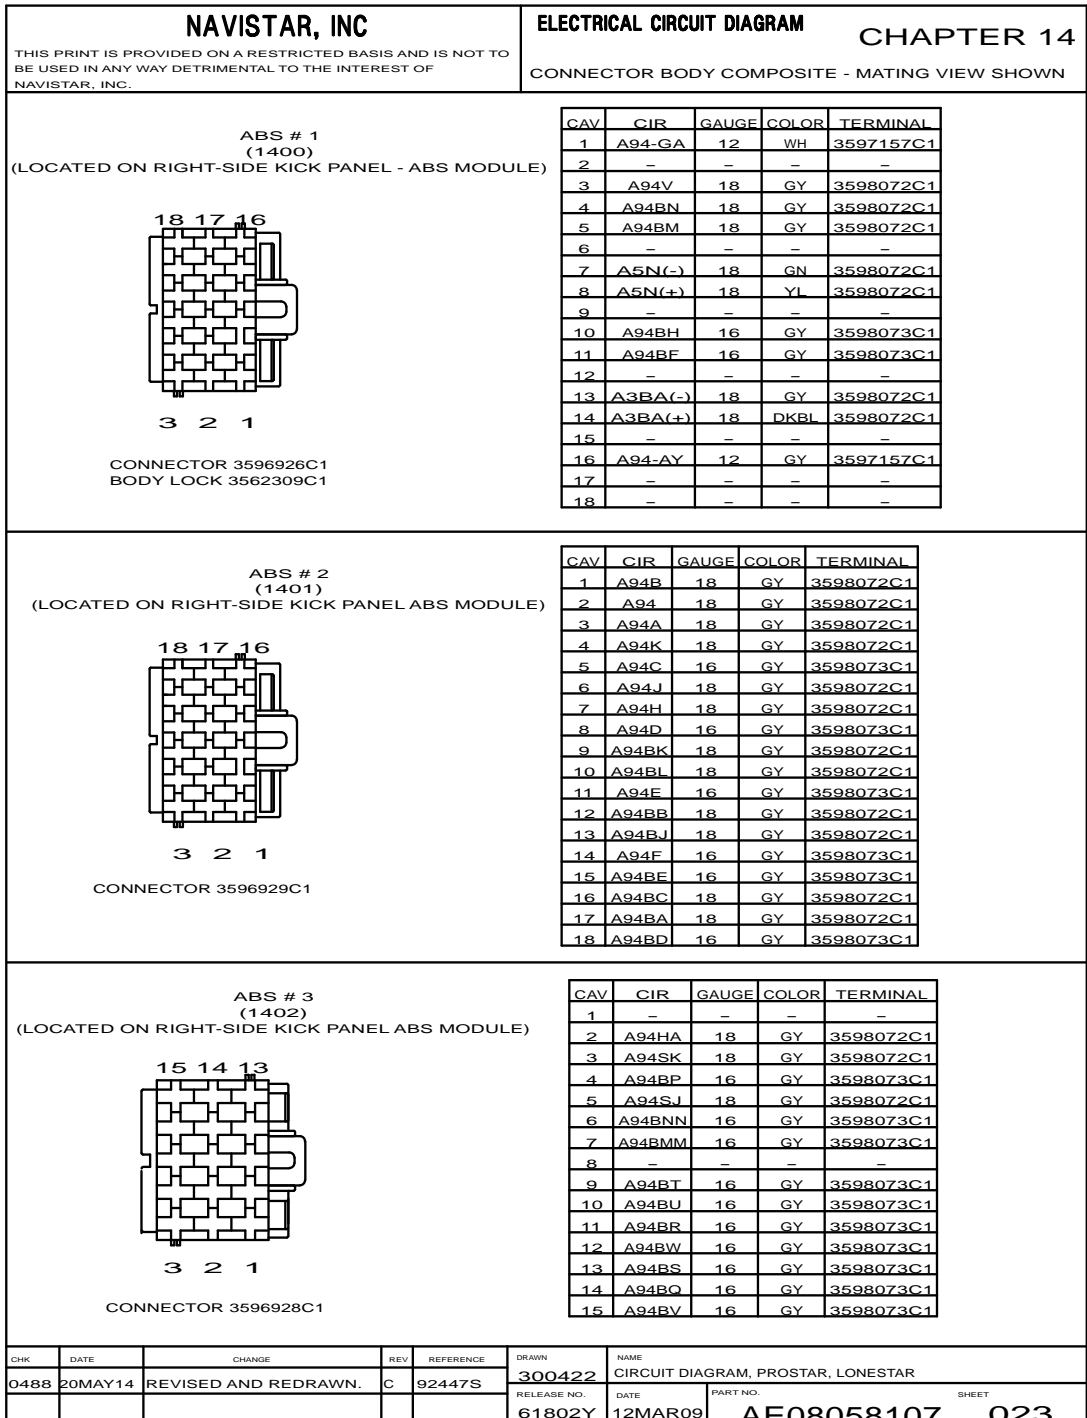 NAVISTAR, INC
THIS PRINT IS PROVIDED ON A RESTRICTED BASIS AND IS NOT TO
BE USED IN ANY WAY DETRIMENTAL TO THE INTEREST OF
NAVISTAR, INC.
ELECTRICAL CIRCUIT DIAGRAM
CHAPTER 14
CONNECTOR BODY COMPOSITE - MATING VIEW SHOWN
ABS # 1
(1400)
(LOCATED ON RIGHT-SIDE KICK PANEL - ABS MODULE)
18 17 16
3 2 1
CONNECTOR 3596926C1
BODY LOCK 3562309C1
CAV CIR GAUGE COLOR TERMINAL
1 A94-GA 12 WH 3597157C1
2 – – – –
3 A94V 18 GY 3598072C1
4 A94BN 18 GY 3598072C1
5 A94BM 18 GY 3598072C1
6 – – – –
7 A5N(-) 18 GN 3598072C1
8 A5N(+) 18 YL 3598072C1
9 – – – –
10 A94BH 16 GY 3598073C1
11 A94BF 16 GY 3598073C1
12 – – – –
13 A3BA(-) 18 GY 3598072C1
14 A3BA(+) 18 DKBL 3598072C1
15 – – – –
16 A94-AY 12 GY 3597157C1
17 – – – –
18 – – – –
ABS # 2
(1401)
(LOCATED ON RIGHT-SIDE KICK PANEL ABS MODULE)
18 17 16
3 2 1
CONNECTOR 3596929C1
CAV CIR GAUGE COLOR TERMINAL
1 A94B 18 GY 3598072C1
2 A94 18 GY 3598072C1
3 A94A 18 GY 3598072C1
4 A94K 18 GY 3598072C1
5 A94C 16 GY 3598073C1
6 A94J 18 GY 3598072C1
7 A94H 18 GY 3598072C1
8 A94D 16 GY 3598073C1
9 A94BK 18 GY 3598072C1
10 A94BL 18 GY 3598072C1
11 A94E 16 GY 3598073C1
12 A94BB 18 GY 3598072C1
13 A94BJ 18 GY 3598072C1
14 A94F 16 GY 3598073C1
15 A94BE 16 GY 3598073C1
16 A94BC 18 GY 3598072C1
17 A94BA 18 GY 3598072C1
18 A94BD 16 GY 3598073C1
ABS # 3
(1402)
(LOCATED ON RIGHT-SIDE KICK PANEL ABS MODULE)
15 14 13
3 2 1
CONNECTOR 3596928C1
CAV CIR GAUGE COLOR TERMINAL
1 – – – –
2 A94HA 18 GY 3598072C1
3 A94SK 18 GY 3598072C1
4 A94BP 16 GY 3598073C1
5 A94SJ 18 GY 3598072C1
6 A94BNN 16 GY 3598073C1
7 A94BMM 16 GY 3598073C1
8 – – – –
9 A94BT 16 GY 3598073C1
10 A94BU 16 GY 3598073C1
11 A94BR 16 GY 3598073C1
12 A94BW 16 GY 3598073C1
13 A94BS 16 GY 3598073C1
14 A94BQ 16 GY 3598073C1
15 A94BV 16 GY 3598073C1
CHK DATE CHANGE REV REFERENCE
0488 20MAY14 REVISED AND REDRAWN. C 92447S
DRAWN
300422
NAME
CIRCUIT DIAGRAM, PROSTAR, LONESTAR
RELEASE NO.
61802Y
DATE
12MAR09
PART NO.
AE08058107
SHEET
023